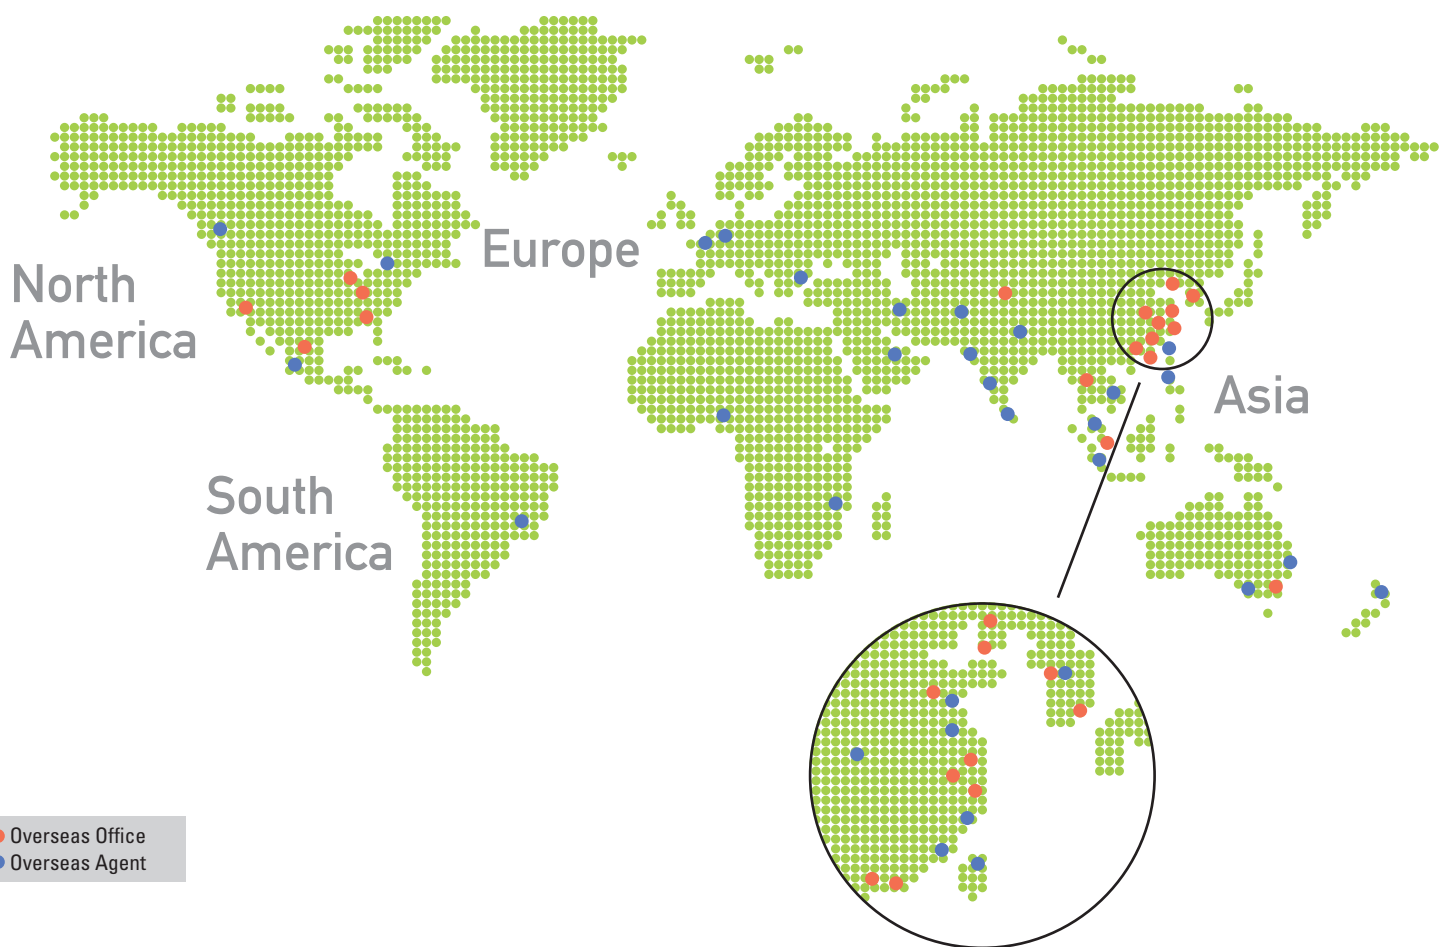 Europe
North
America
Asia
South
America
Overseas Office
Overseas Agent